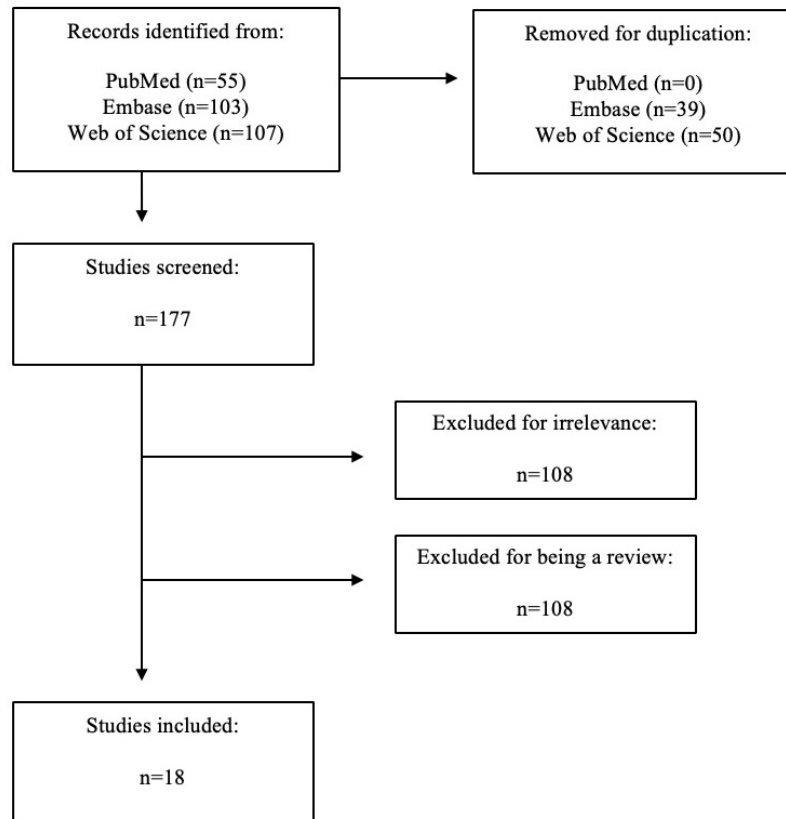 Records identified from:
PubMed (n=55)
Embase (n=103)
Web of Science (n=107)
Removed for duplication:
PubMed (n=0)
Embase (n=39)
Web of Science (n=50)
Studies screened:
n=177
Excluded for irrelevance:
n=108
Excluded for being a review:
n=108
Studies included:
n=18